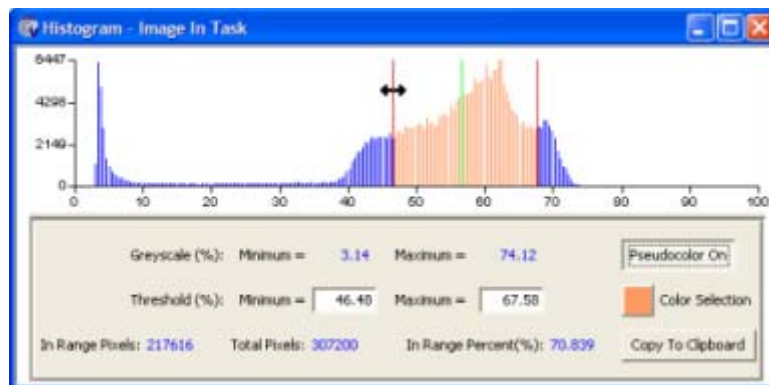 Histogram - Image In Task
6447
4298
2149
0
0 10 20 30 40 50 60 70 80 90 100
Greyscale (%): Minimum = 3.14 Maximum = 74.12 Pseudocolor On
Threshold (%): Minimum = 46.48 Maximum = 67.58 Color Selection
In Range Pixels: 217616 Total Pixels: 307200 In Range Percent(%): 70.839 Copy To Clipboard